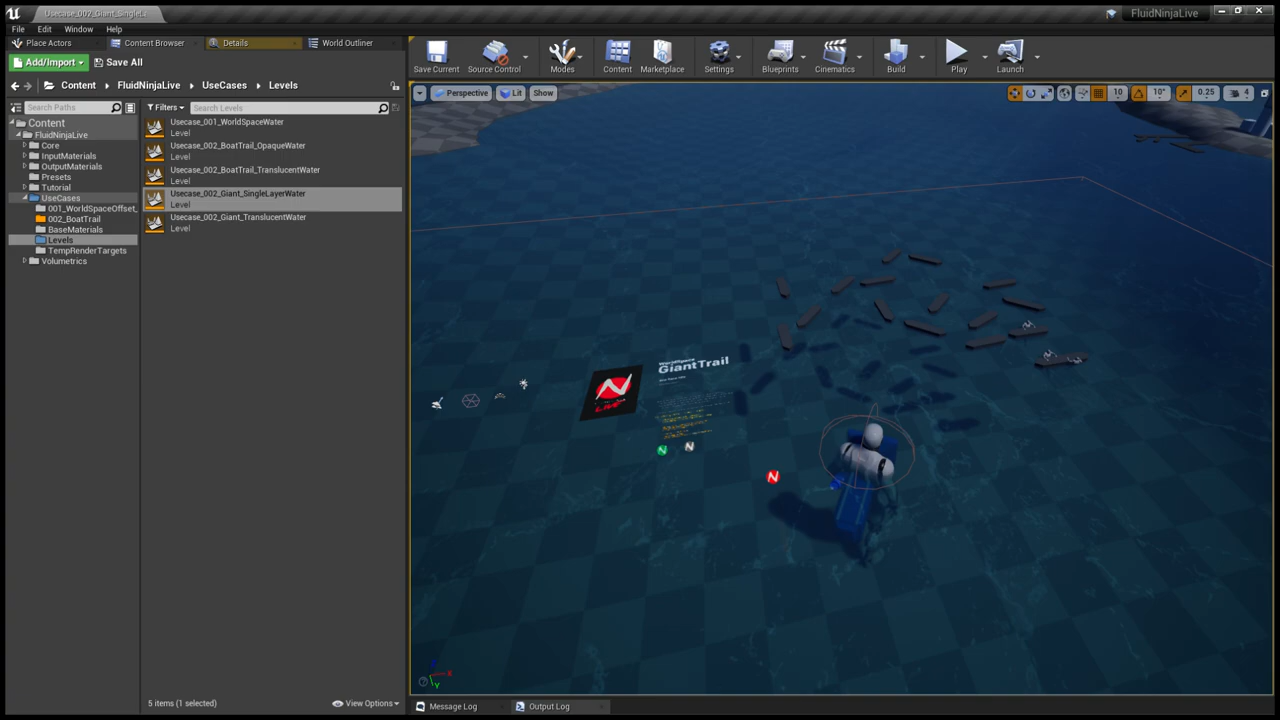 Usecase_002_Giant_SingleL
FluidNinjaLive
File Edit Window Help
Place Actors Content Browser Details World Outliner
Add/Import Save All
Content FluidNinjaLive UseCases Levels
Search Paths Filters Search Levels
Content
FluidNinjaLive
Core
InputMaterials
OutputMaterials
Presets
Tutorial
UseCases
001_WorldSpaceOffset_
002_BoatTrail
BaseMaterials
Levels
TempRenderTargets
Volumetrics
Usecase_001_WorldSpaceWater
Level
Usecase_002_BoatTrail_OpaqueWater
Level
Usecase_002_BoatTrail_TranslucentWater
Level
Usecase_002_Giant_SingleLayerWater
Level
Usecase_002_Giant_TranslucentWater
Level
5 items (1 selected) View Options
Save Current Source Control Modes Content Marketplace Settings Blueprints Cinematics Build Play Launch
Perspective Lit Show 10 10° 0.25 4
WorldSpace
GiantTrail
LIVE
X
Y
Message Log Output Log